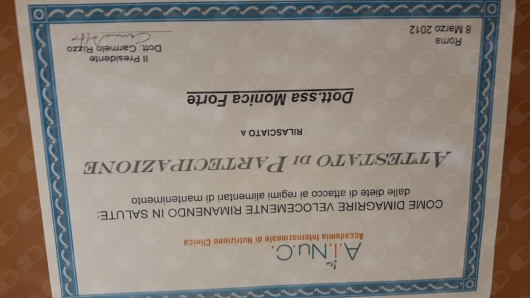 A.I.Nu.C.
Accademia Internazionale di Nutrizione Clinica
COME DIMAGRIRE VELOCEMENTE RIMANENDO IN SALUTE:
dalle diete di attacco ai regimi alimentari di mantenimento
ATTESTATO DI PARTECIPAZIONE
RILASCIATO A
Dott.ssa Monica Forte
Roma
8 Marzo 2012
Il Presidente
Dott. Carmelo Rizzo